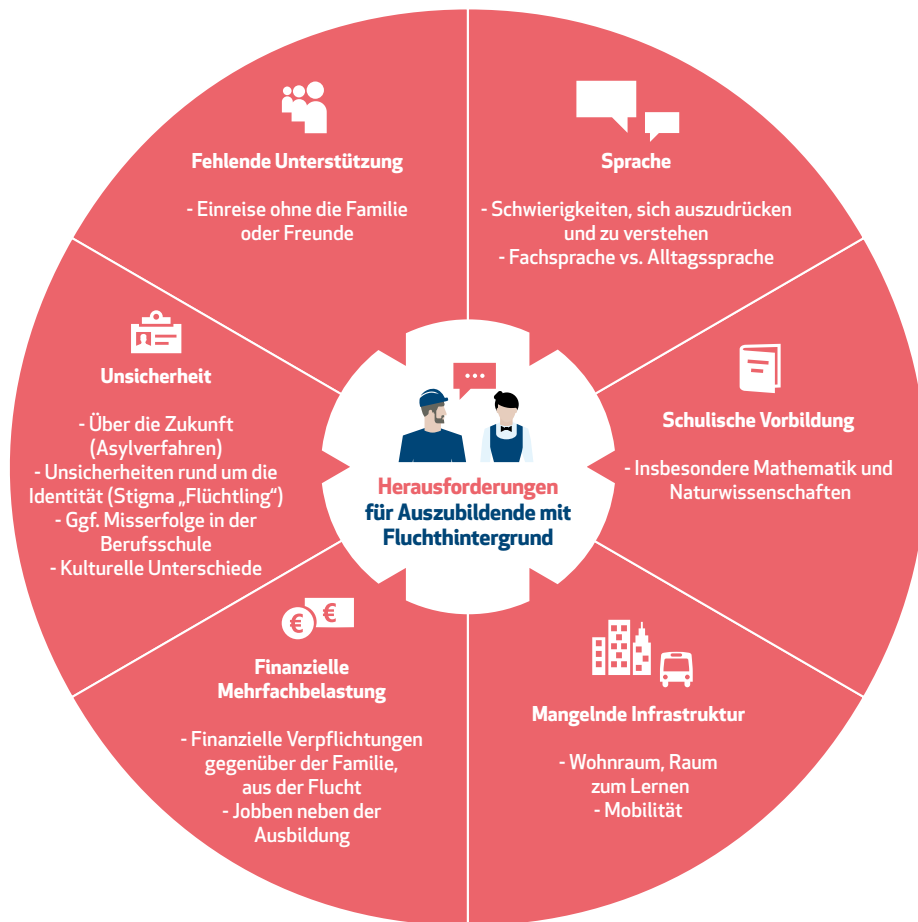 Fehlende Unterstützung
- Einreise ohne die Familie
oder Freunde
Sprache
- Schwierigkeiten, sich auszudrücken
und zu verstehen
- Fachsprache vs. Alltagssprache
Unsicherheit
- Über die Zukunft
(Asylverfahren)
- Unsicherheiten rund um die
Identität (Stigma „Flüchtling“)
- Ggf. Misserfolge in der
Berufsschule
- Kulturelle Unterschiede
Herausforderungen
für Auszubildende mit
Fluchthintergrund
Schulische Vorbildung
- Insbesondere Mathematik und
Naturwissenschaften
€ €
Finanzielle
Mehrfachbelastung
- Finanzielle Verpflichtungen
gegenüber der Familie,
aus der Flucht
- Jobben neben der
Ausbildung
Mangelnde Infrastruktur
- Wohnraum, Raum
zum Lernen
- Mobilität